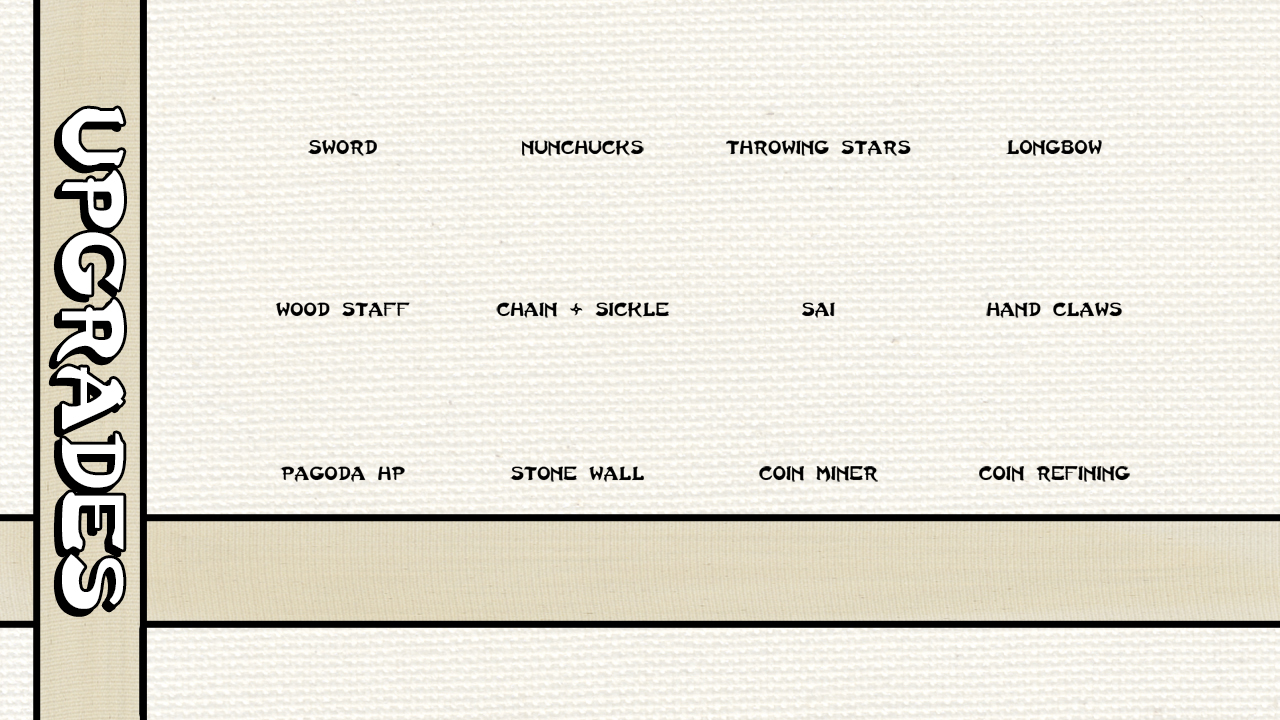 UPGRADES
SWORD NUNCHUCKS THROWING STARS LONGBOW
WOOD STAFF CHAIN + SICKLE SAI HAND CLAWS
PAGODA HP STONE WALL COIN MINER COIN REFINING